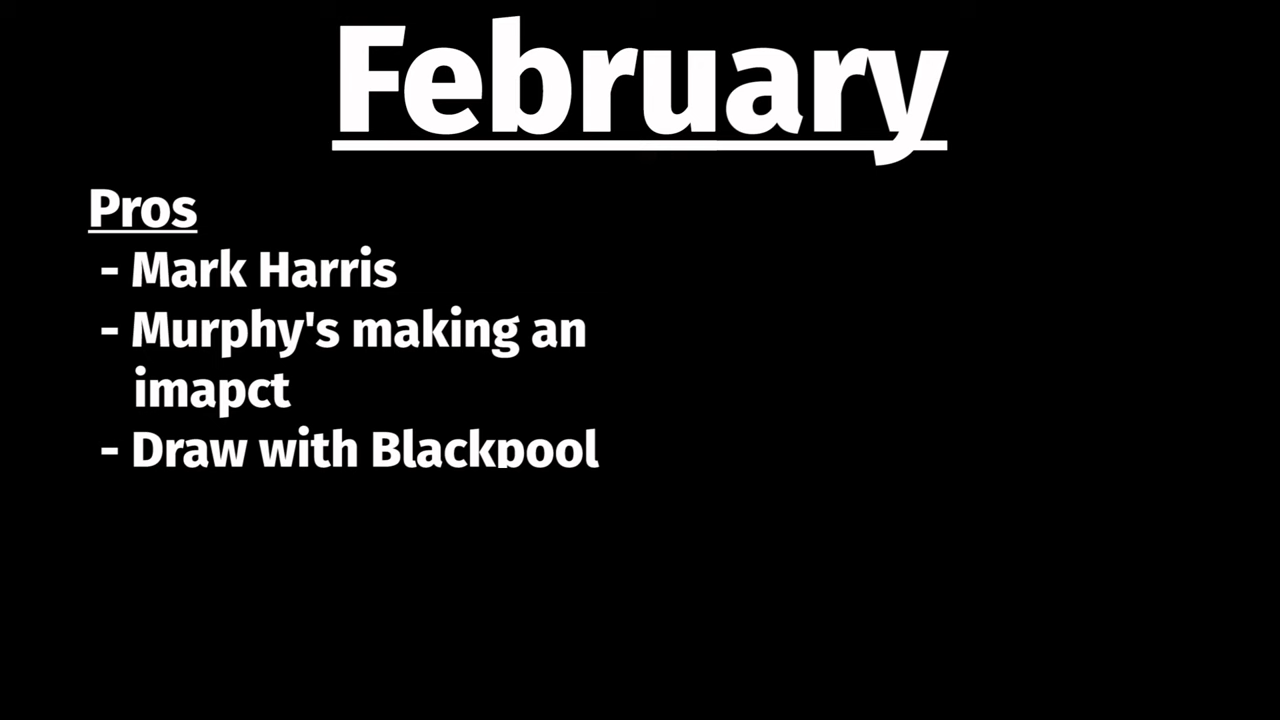 February
Pros
- Mark Harris
- Murphy's making an
imapct
- Draw with Blackpool